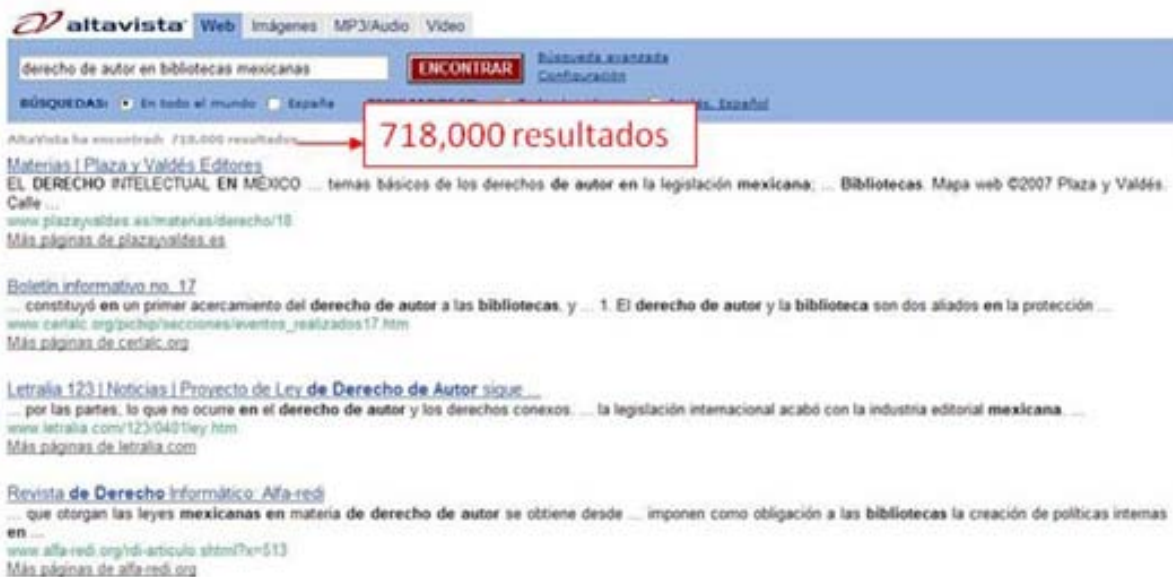 altavista Web Imágenes MP3/Audio Video
derecho de autor en bibliotecas mexicanas ENCONTRAR Búsqueda avanzada
Configuración
BÚSQUEDAS: En todo el mundo España Español
AltaVista ha encontrado 718.000 resultados
718,000 resultados
Materias | Plaza y Valdés Editores
EL DERECHO INTELECTUAL EN MÉXICO ... temas básicos de los derechos de autor en la legislación mexicana; ... Bibliotecas. Mapa web ©2007 Plaza y Valdés.
Calle ...
www.plazayvaldes.es/materias/derecho/18
Más páginas de plazayvaldes.es
Boletín informativo no. 17
... constituyó en un primer acercamiento del derecho de autor a las bibliotecas, y ... 1. El derecho de autor y la biblioteca son dos aliados en la protección ...
www.cerlalc.org/pichip/secciones/eventos_realizados17.htm
Más páginas de cerlalc.org
Letralia 123 | Noticias | Proyecto de Ley de Derecho de Autor sigue ...
... por las partes, lo que no ocurre en el derecho de autor y los derechos conexos. ... la legislación internacional acabó con la industria editorial mexicana. ...
www.letralia.com/123/0401ley.htm
Más páginas de letralia.com
Revista de Derecho Informático: Alfa-redi
... que otorgan las leyes mexicanas en materia de derecho de autor se obtiene desde ... imponen como obligación a las bibliotecas la creación de políticas internas
en ...
www.alfa-redi.org/rdi-articulo.shtml?x=513
Más páginas de alfa-redi.org